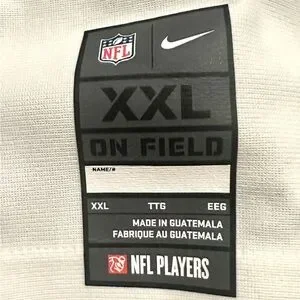 NFL
XXL
ON FIELD
NAME/#
XXL TTG EEG
MADE IN GUATEMALA
FABRIQUE AU GUATEMALA
NFL PLAYERS